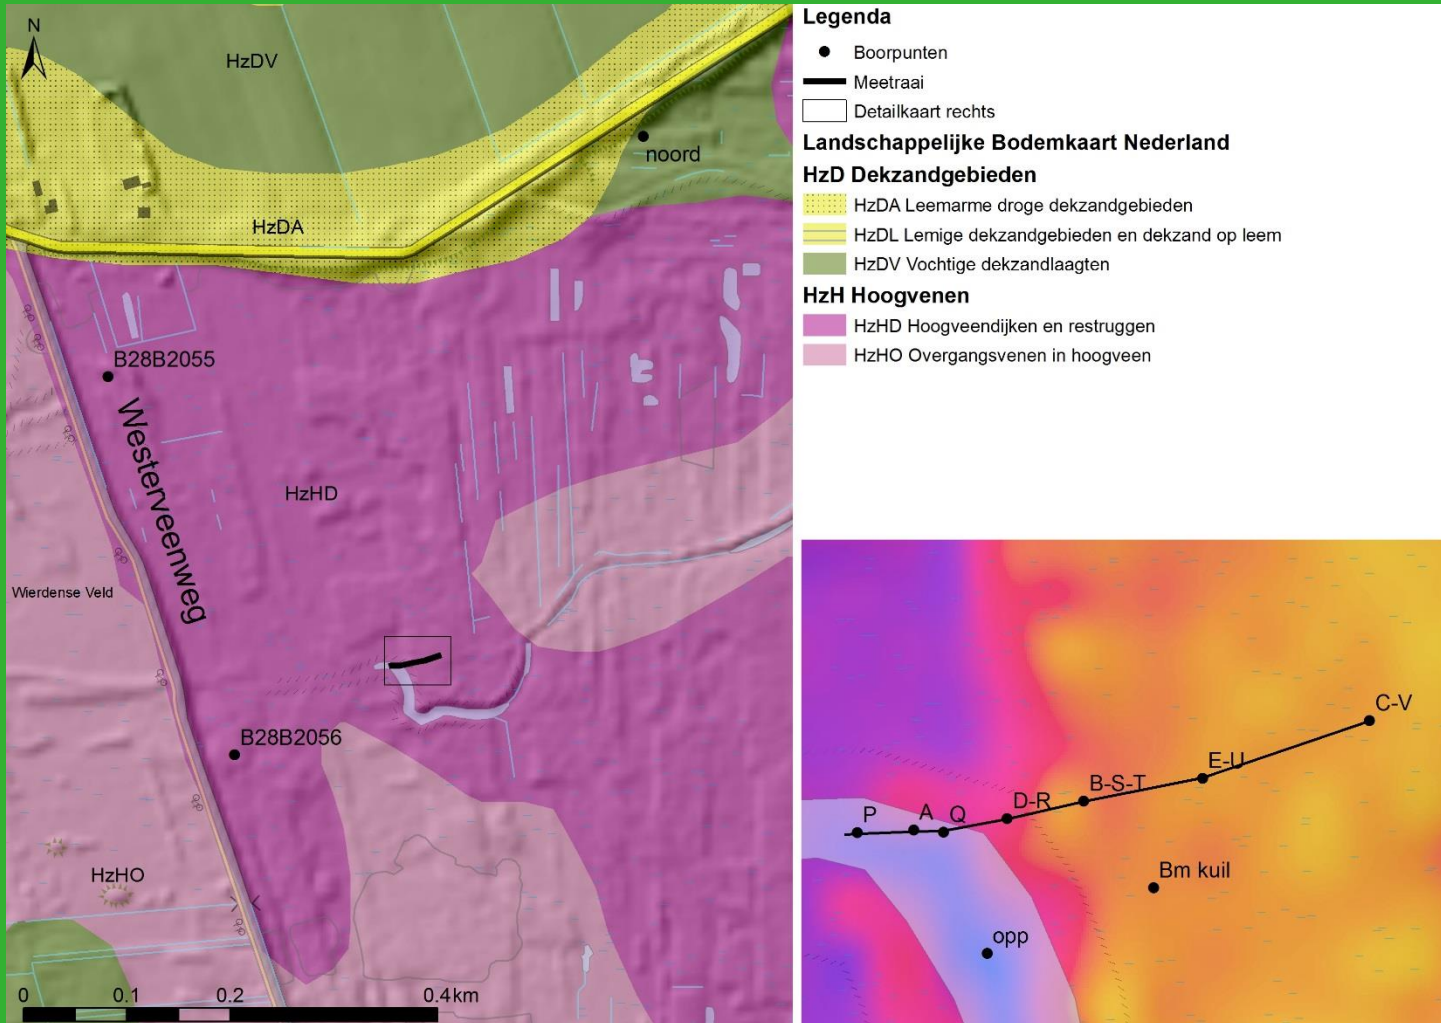 N
HzDV
noord
HzDA
B28B2055
Westerveenweg
HzHD
Wierdense Veld
B28B2056
HzHO
0 0.1 0.2 0.4 km
Legenda
Boorpunten
Meetraai
Detailkaart rechts
Landschappelijke Bodemkaart Nederland
HzD Dekzandgebieden
HzDA Leemarme droge dekzandgebieden
HzDL Lemige dekzandgebieden en dekzand op leem
HzDV Vochtige dekzandlaagten
HzH Hoogvenen
HzHD Hoogveendijken en restruggen
HzHO Overgangsvenen in hoogveen
C-V
E-U
B-S-T
D-R
P
A
Q
Bm kuil
opp